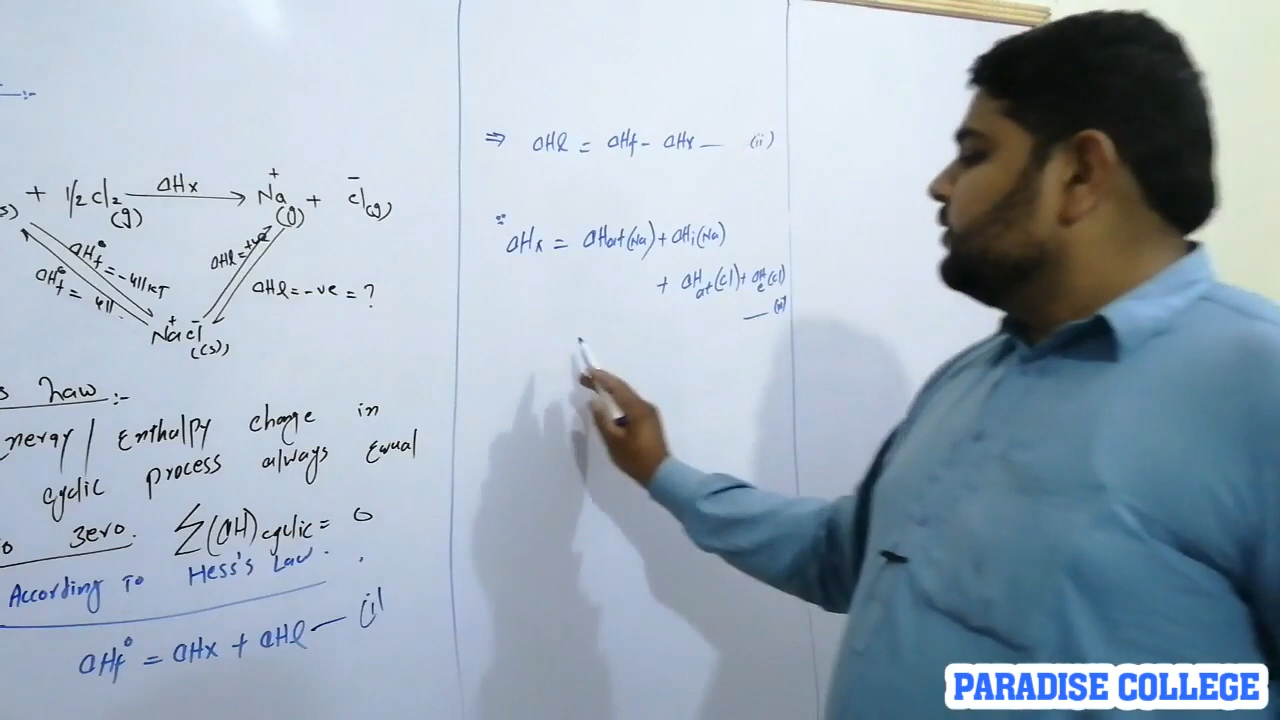 + 1/2 Cl₂(g) ΔHx → Na⁺(g) + Cl⁻(g)
ΔHf° = -411 kJ
ΔHf° = 411
ΔHl = +ve
ΔHl = -ve = ?
Na⁺Cl⁻(s)
s Law :-
Energy / Enthalpy change in
cyclic process always Equal
to zero. Σ(ΔH)cyclic = 0
According To Hess's Law.
ΔHf° = ΔHx + ΔHl — (i)
⇒ ΔHl = ΔHf - ΔHx — (ii)
∵ ΔHx = ΔHat(Na) + ΔHi(Na)
+ ΔHat(Cl) + ΔHe(Cl)
PARADISE COLLEGE